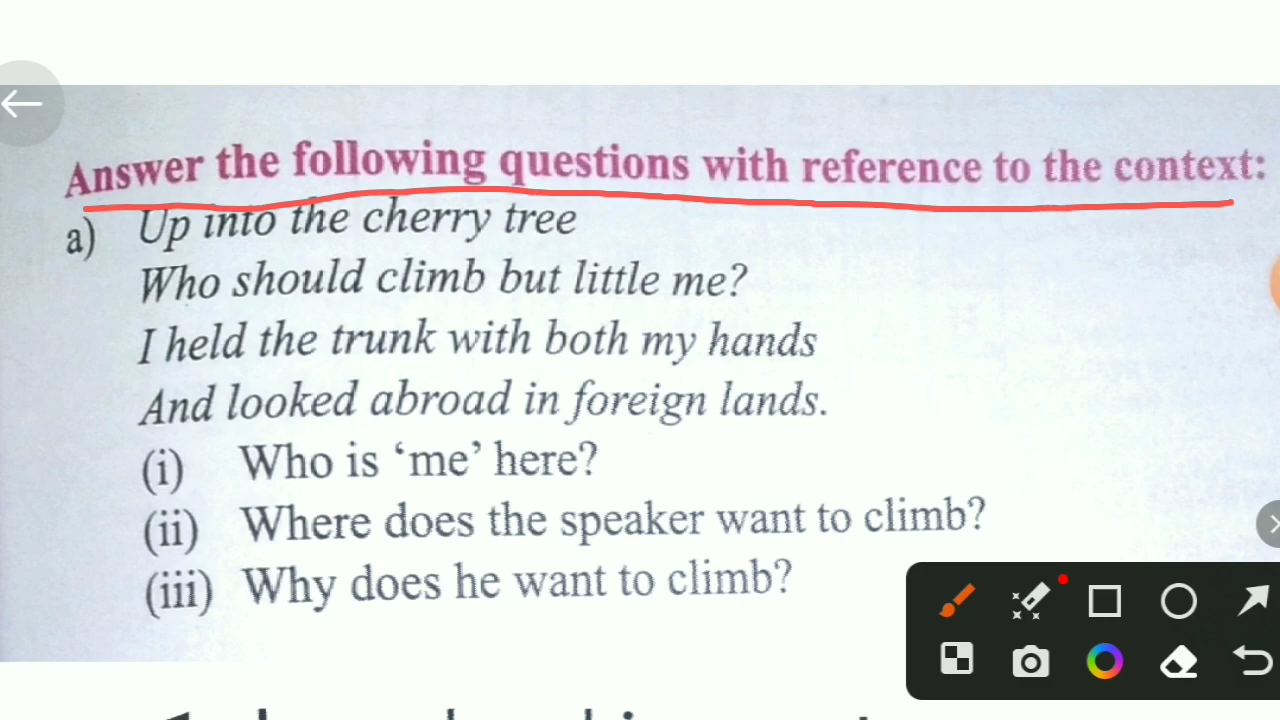 Answer the following questions with reference to the context:
a) Up into the cherry tree
Who should climb but little me?
I held the trunk with both my hands
And looked abroad in foreign lands.
(i) Who is ‘me’ here?
(ii) Where does the speaker want to climb?
(iii) Why does he want to climb?